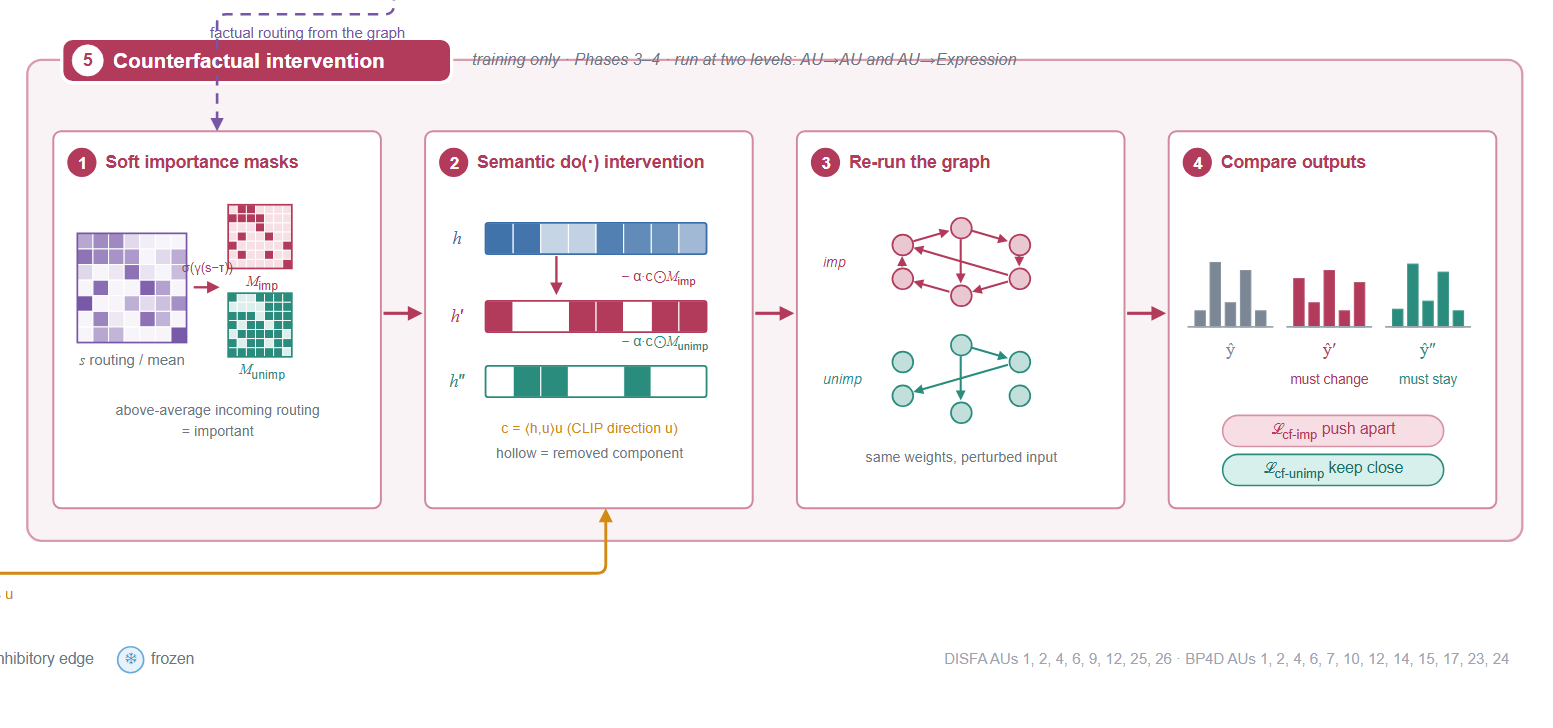 factual routing from the graph
5 Counterfactual intervention
training only · Phases 3–4 · run at two levels: AU→AU and AU→Expression
1 Soft importance masks
σ(γ(s−τ))
M_imp
M_unimp
s routing / mean
above-average incoming routing
= important
2 Semantic do(·) intervention
h
− α·c⊙M_imp
h′
− α·c⊙M_unimp
h″
c = ⟨h,u⟩u (CLIP direction u)
hollow = removed component
3 Re-run the graph
imp
unimp
same weights, perturbed input
4 Compare outputs
ŷ
ŷ′
ŷ″
must change
must stay
ℒ_cf-imp push apart
ℒ_cf-unimp keep close
u
nhibitory edge
frozen
DISFA AUs 1, 2, 4, 6, 9, 12, 25, 26 · BP4D AUs 1, 2, 4, 6, 7, 10, 12, 14, 15, 17, 23, 24